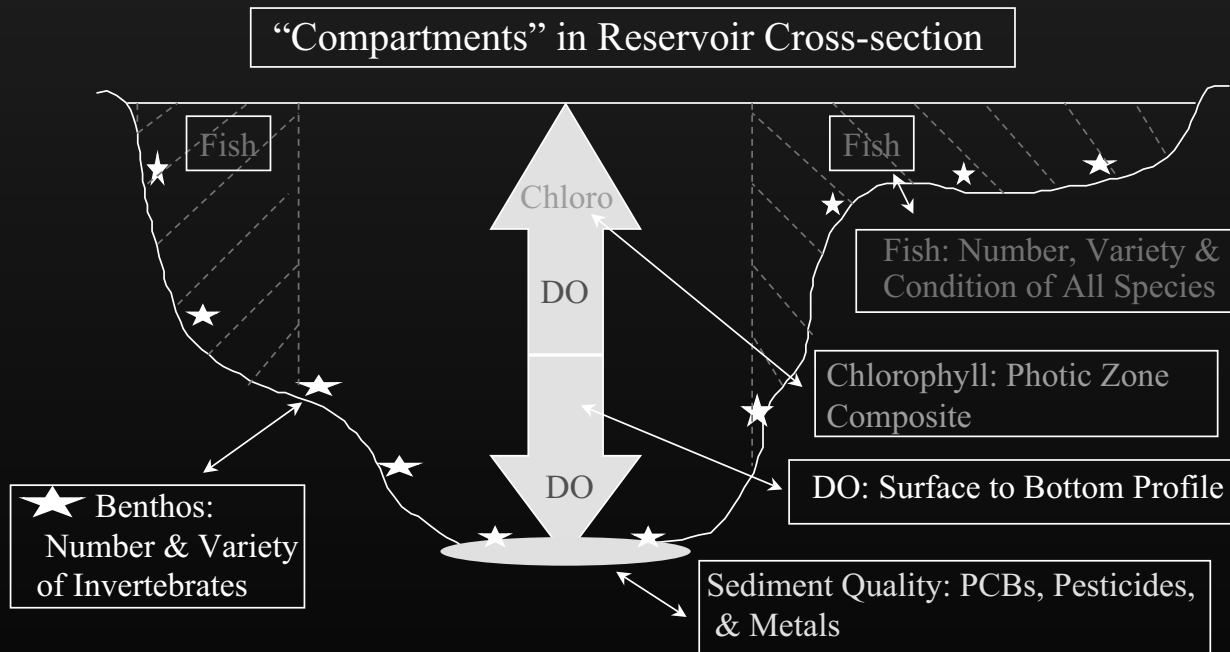 “Compartments” in Reservoir Cross-section
Fish
Fish
Chloro
DO
DO
Fish: Number, Variety &
Condition of All Species
Chlorophyll: Photic Zone
Composite
DO: Surface to Bottom Profile
Benthos:
Number & Variety
of Invertebrates
Sediment Quality: PCBs, Pesticides,
& Metals